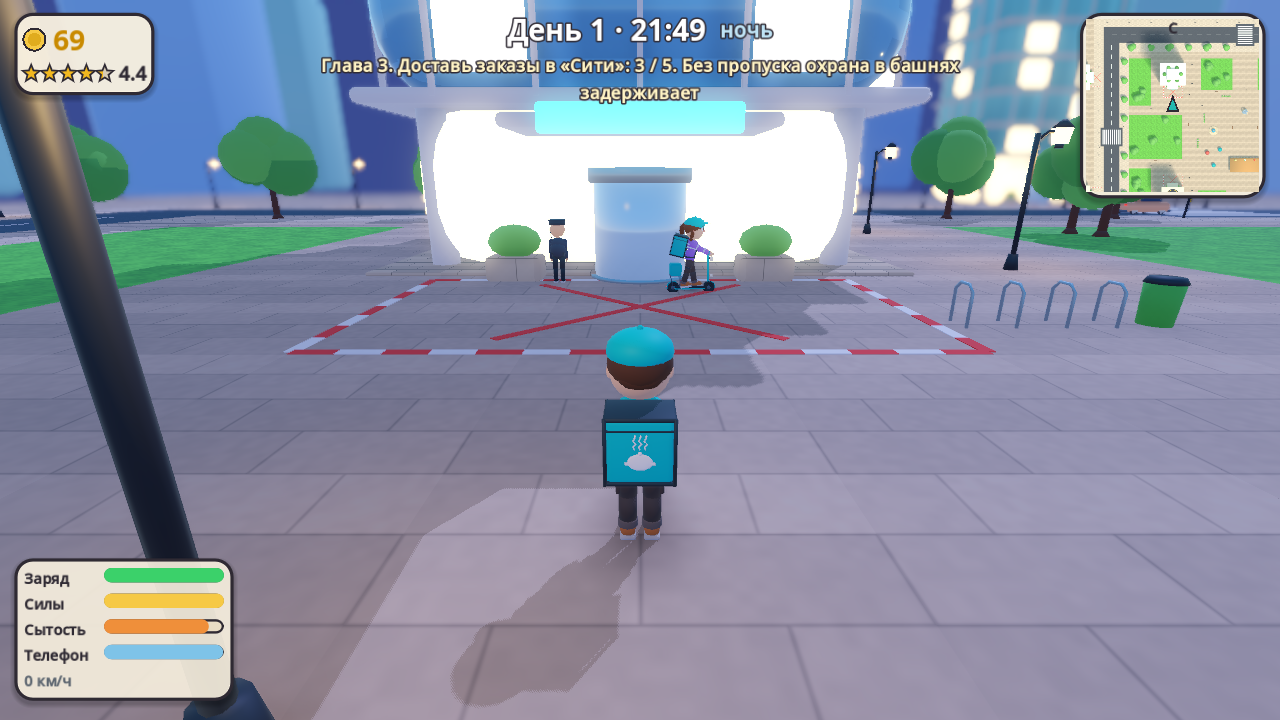 69
4.4
День 1 · 21:49 ночь
Глава 3. Доставь заказы в «Сити»: 3 / 5. Без пропуска охрана в башнях
задерживает
С
Заряд
Силы
Сытость
Телефон
0 км/ч